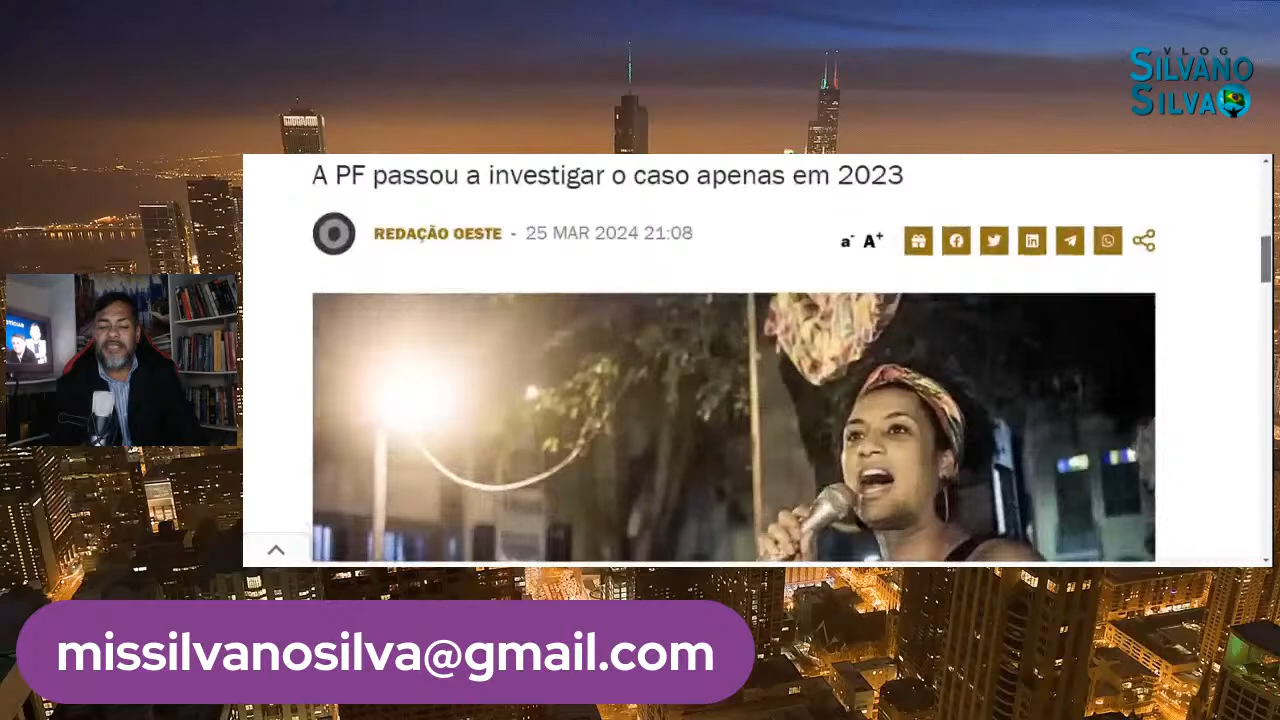 VLOG
SILVANO
SILVA
A PF passou a investigar o caso apenas em 2023
REDAÇÃO OESTE - 25 MAR 2024 21:08
a- A+
missilvanosilva@gmail.com